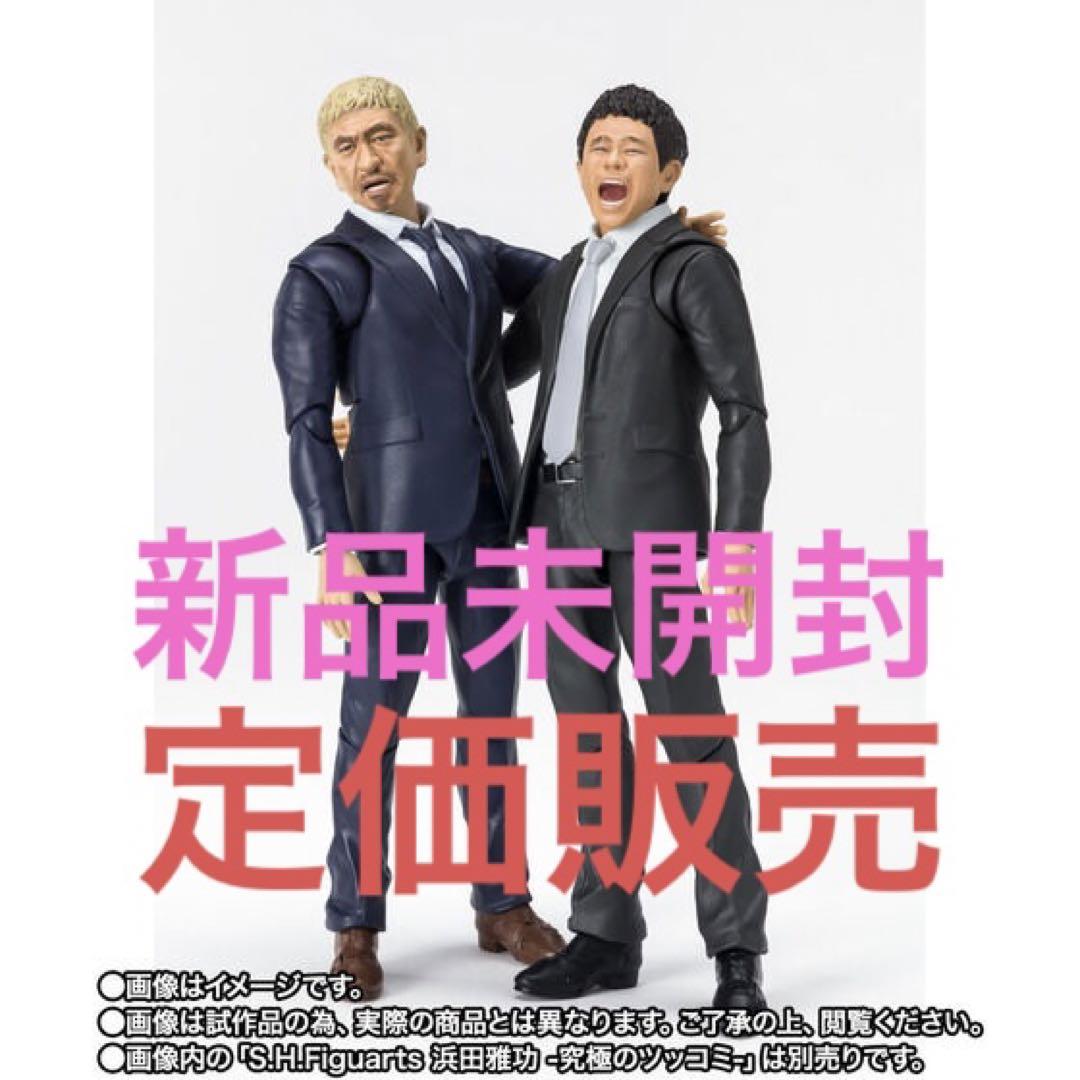 新品未開封
定価販売
●画像はイメージです。
●画像は試作品の為、実際の商品とは異なります。ご了承の上、閲覧ください。
●画像内の「S.H.Figuarts 浜田雅功 -究極のツッコミ-」は別売りです。